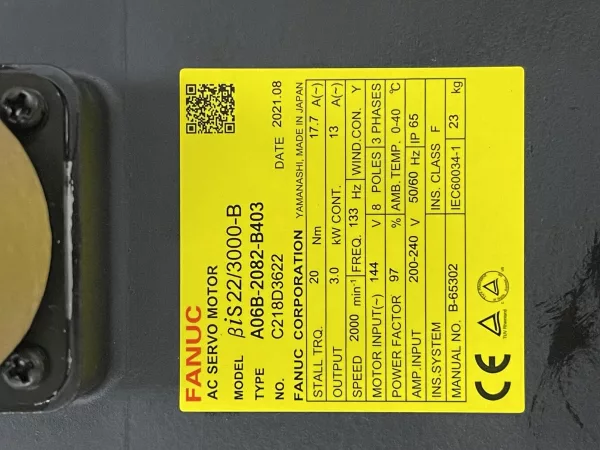 FANUC
AC SERVO MOTOR
MODEL βiS22/3000-B
TYPE A06B-2082-B403
NO. C218D3622 DATE 2021.08
FANUC CORPORATION YAMANASHI, MADE IN JAPAN
STALL TRQ. 20 Nm 17.7 A(~)
OUTPUT 3.0 kW CONT. 13 A(~)
SPEED 2000 min⁻¹ FREQ. 133 Hz WIND.CON. Y
MOTOR INPUT(~) 144 V 8 POLES 3 PHASES
POWER FACTOR 97 % AMB.TEMP. 0-40 ℃
AMP.INPUT 200-240 V 50/60 Hz IP 65
INS.SYSTEM INS. CLASS F
MANUAL NO. B-65302 IEC60034-1 23 kg
CE